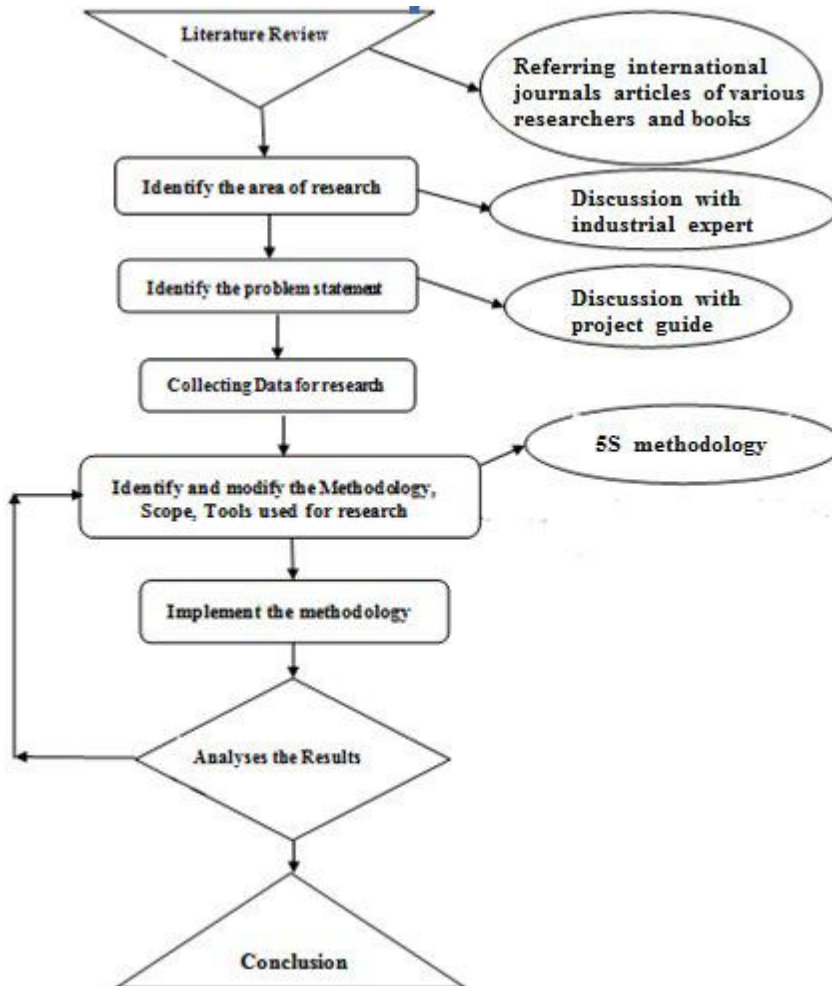 Literature Review
Referring international
journals articles of various
researchers and books
Identify the area of research
Discussion with
industrial expert
Identify the problem statement
Discussion with
project guide
Collecting Data for research
5S methodology
Identify and modify the Methodology,
Scope, Tools used for research
Implement the methodology
Analyses the Results
Conclusion